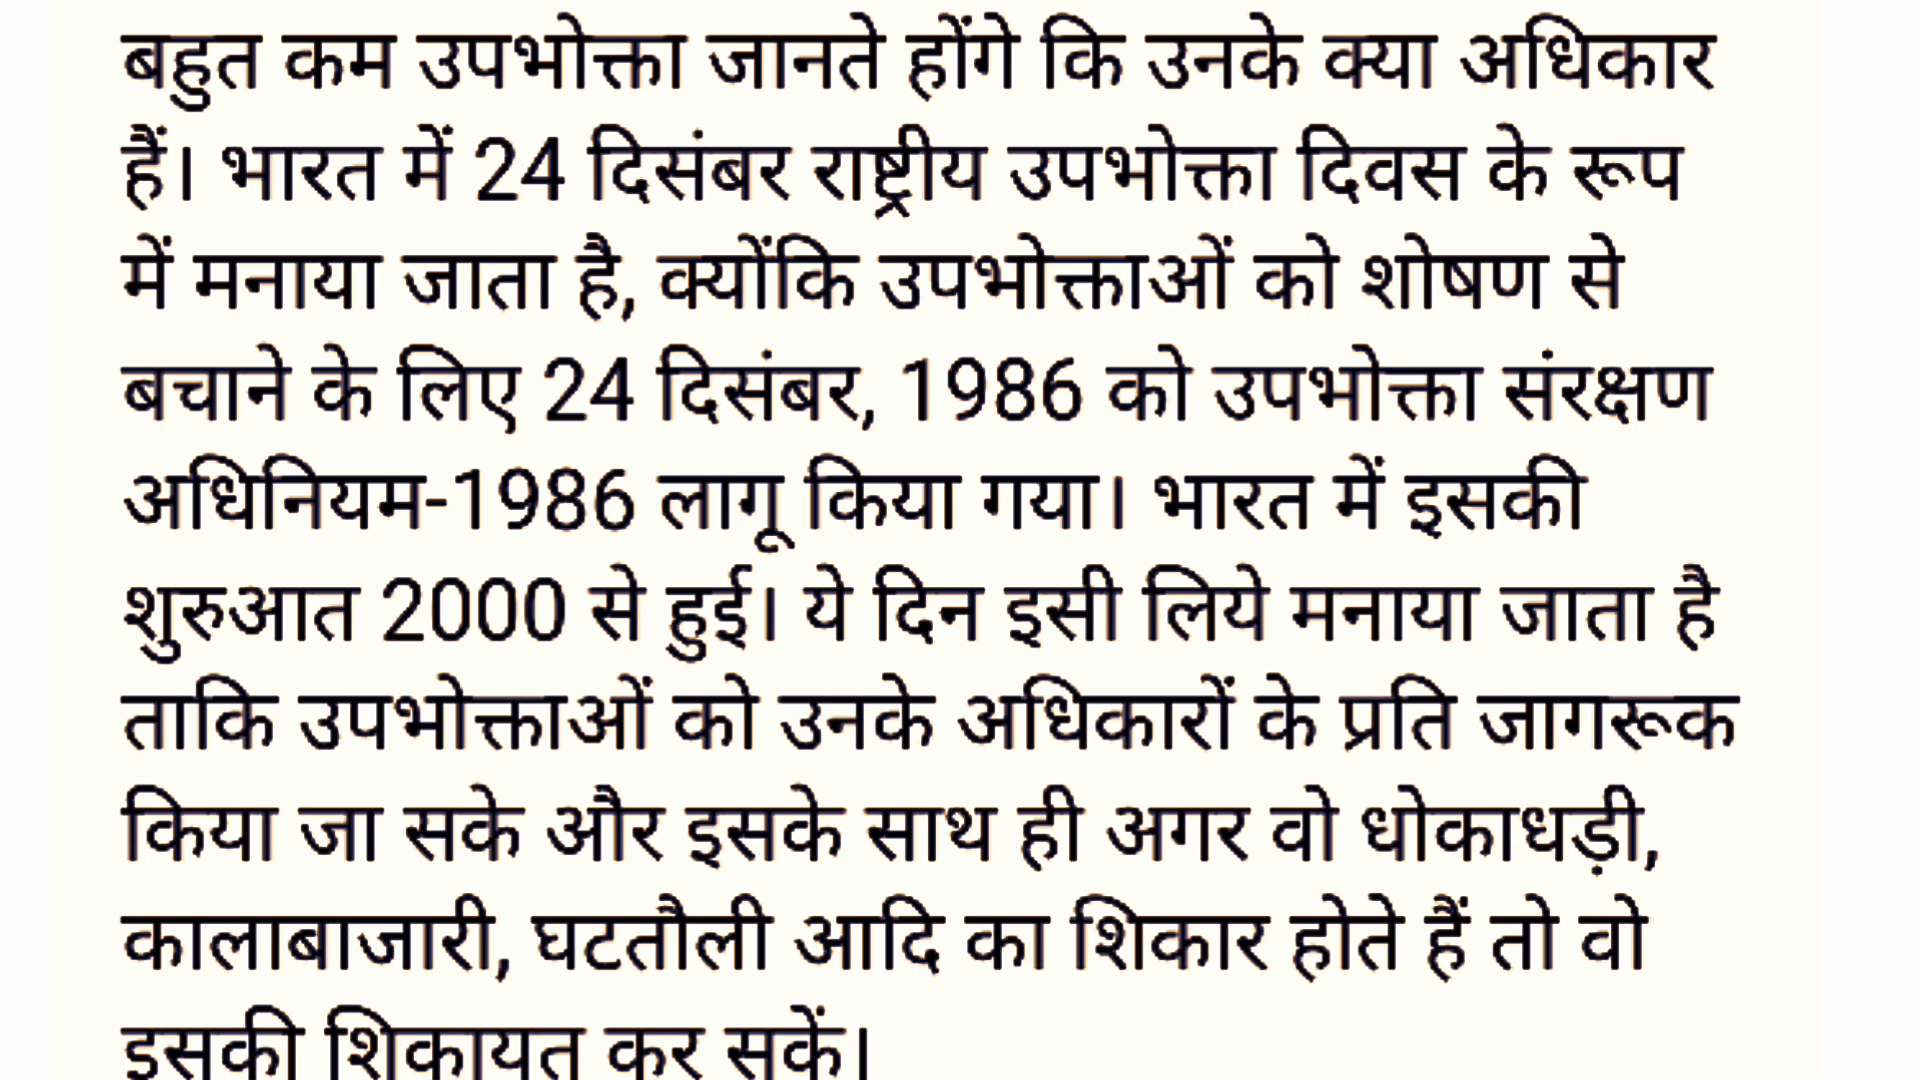 बहुत कम उपभोक्ता जानते होंगे कि उनके क्या अधिकार
हैं। भारत में 24 दिसंबर राष्ट्रीय उपभोक्ता दिवस के रूप
में मनाया जाता है, क्योंकि उपभोक्ताओं को शोषण से
बचाने के लिए 24 दिसंबर, 1986 को उपभोक्ता संरक्षण
अधिनियम-1986 लागू किया गया। भारत में इसकी
शुरुआत 2000 से हुई। ये दिन इसी लिये मनाया जाता है
ताकि उपभोक्ताओं को उनके अधिकारों के प्रति जागरूक
किया जा सके और इसके साथ ही अगर वो धोकाधड़ी,
कालाबाजारी, घटतौली आदि का शिकार होते हैं तो वो
इसकी शिकायत कर सकें।